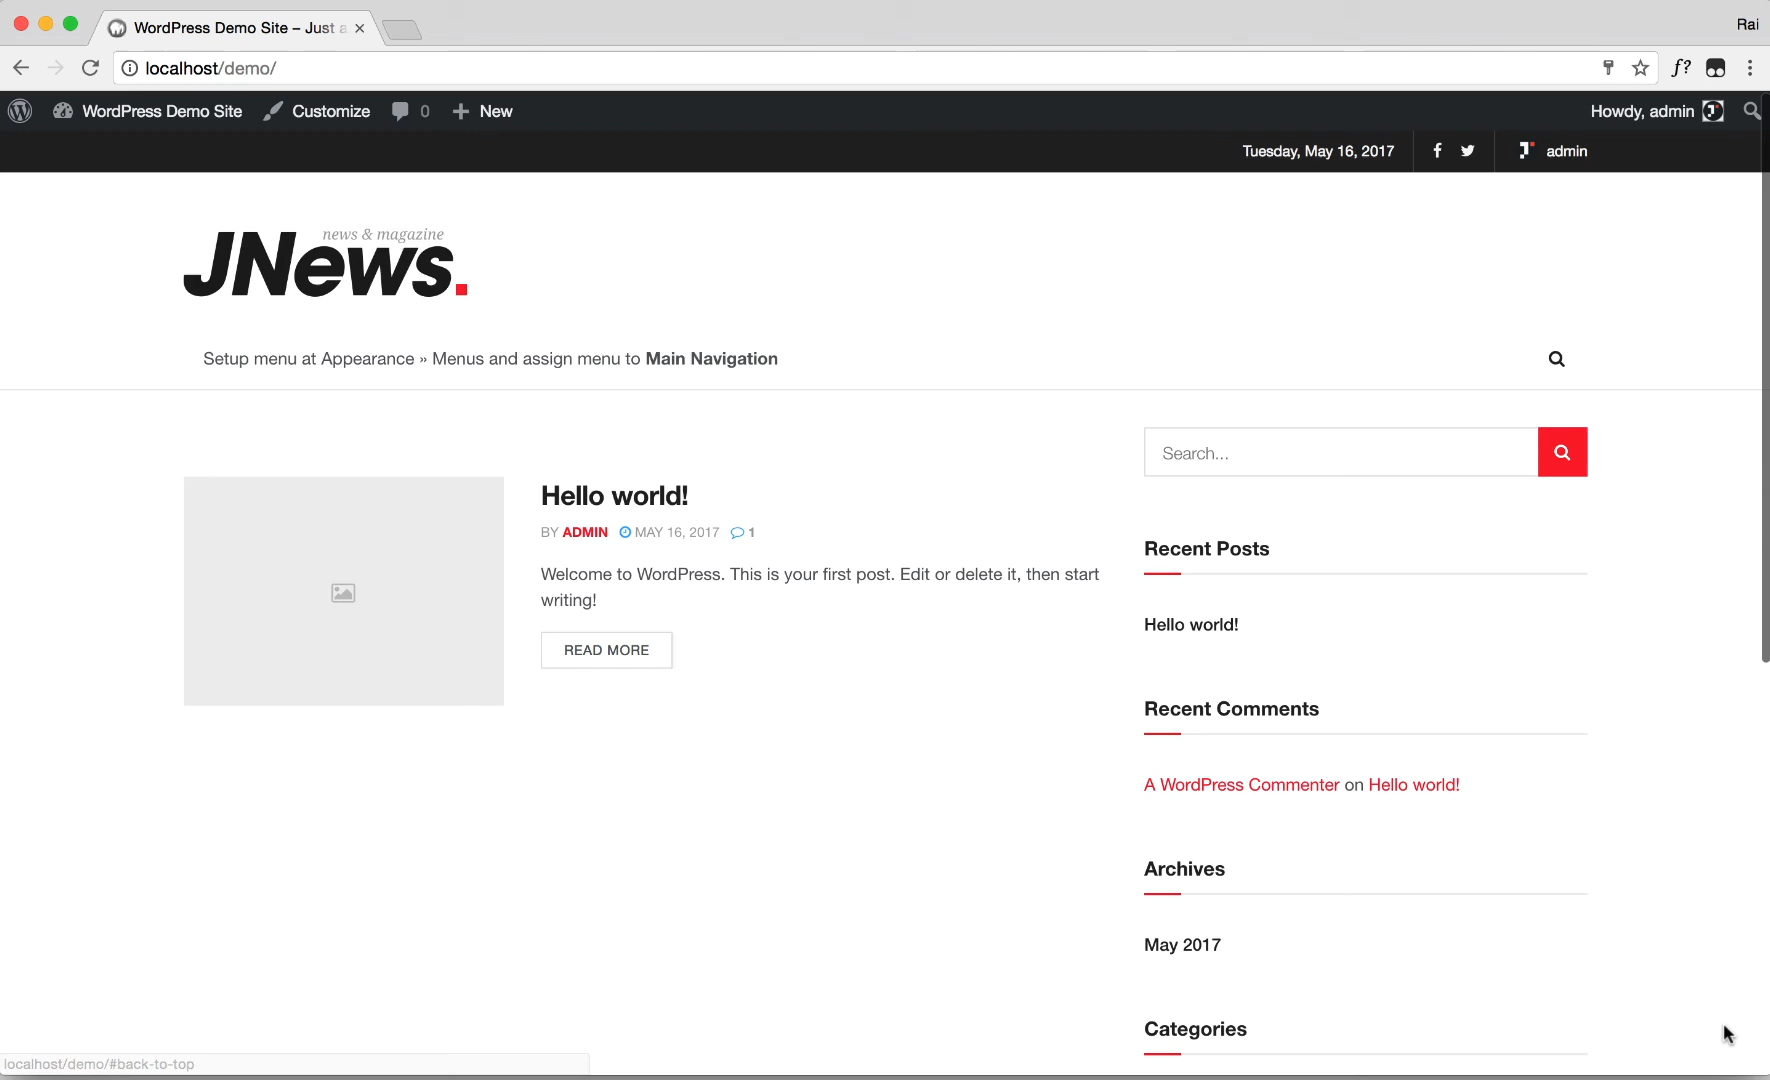 WordPress Demo Site – Just a
Rai
localhost/demo/
f?
WordPress Demo Site
Customize
0
New
Howdy, admin
Tuesday, May 16, 2017
admin
news & magazine
JNews.
Setup menu at Appearance » Menus and assign menu to Main Navigation
Search...
Hello world!
BY ADMIN MAY 16, 2017 1
Welcome to WordPress. This is your first post. Edit or delete it, then start
writing!
READ MORE
Recent Posts
Hello world!
Recent Comments
A WordPress Commenter on Hello world!
Archives
May 2017
Categories
localhost/demo/#back-to-top